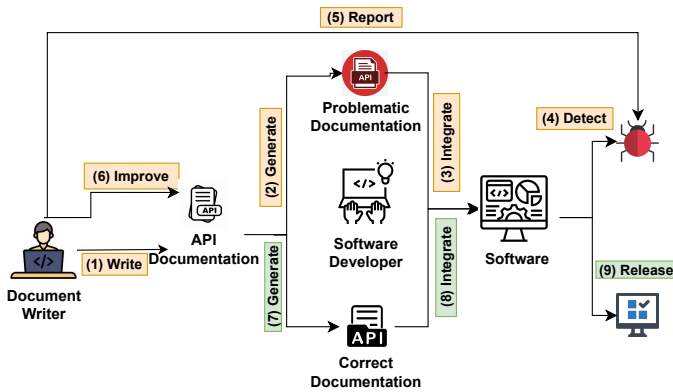 (5) Report
API
Problematic
Documentation
(4) Detect
(2) Generate
(3) Integrate
(6) Improve
</>
API
</>
</>
API
Documentation
Software
Developer
Software
</>
(1) Write
Document
Writer
(7) Generate
(8) Integrate
(9) Release
API
Correct
Documentation